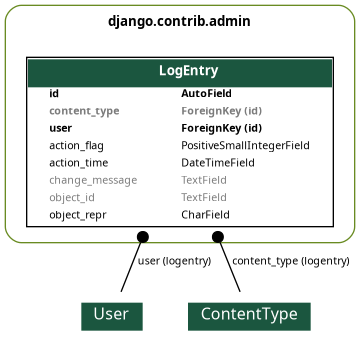 django.contrib.admin
LogEntry
id AutoField
content_type ForeignKey (id)
user ForeignKey (id)
action_flag PositiveSmallIntegerField
action_time DateTimeField
change_message TextField
object_id TextField
object_repr CharField
user (logentry) content_type (logentry)
User ContentType